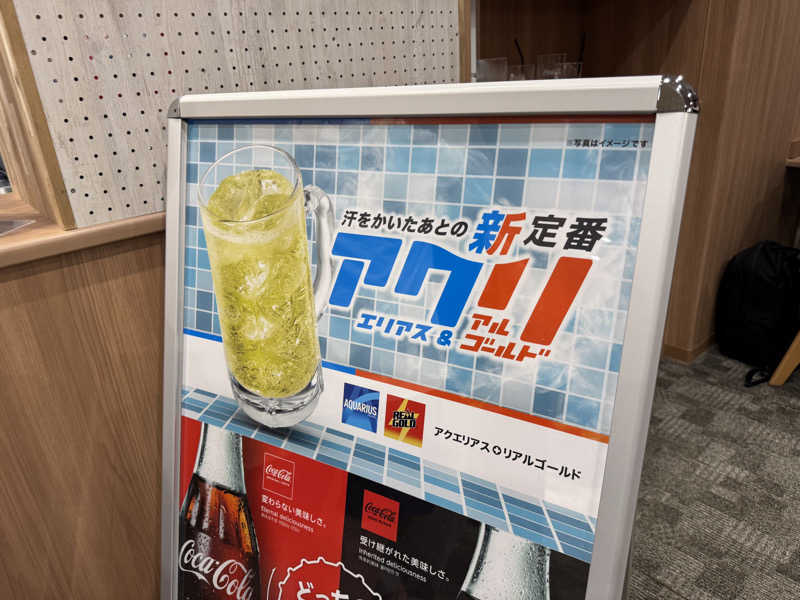 ※写真はイメージです
汗をかいたあとの新定番
アクリ
エリアス & アルゴールド
AQUARIUS
REAL GOLD
アクエリアス✪リアルゴールド
Coca-Cola
変わらない美味しさ。
Eternal deliciousness
Coca-Cola
受け継がれた美味しさ。
Inherited deliciousness
Coca-Cola
どっち